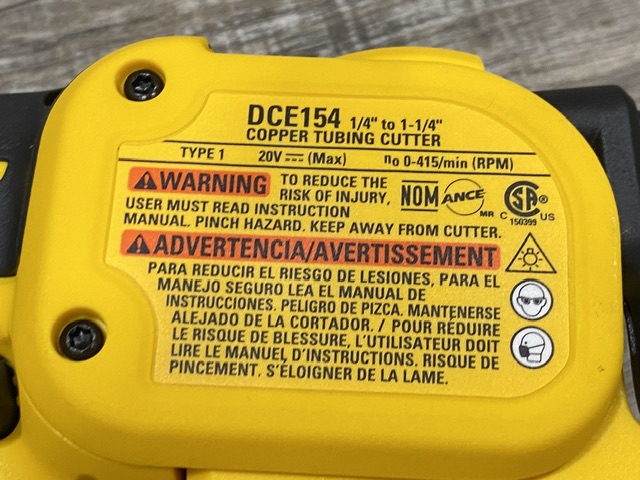 DCE154 1/4" to 1-1/4"
COPPER TUBING CUTTER
TYPE 1 20V ⎓ (Max) no 0-415/min (RPM)
WARNING TO REDUCE THE
RISK OF INJURY,
USER MUST READ INSTRUCTION
MANUAL. PINCH HAZARD. KEEP AWAY FROM CUTTER.
NOM ANCE MR
C SA ® US
150399
ADVERTENCIA/AVERTISSEMENT
PARA REDUCIR EL RIESGO DE LESIONES, PARA EL
MANEJO SEGURO LEA EL MANUAL DE
INSTRUCCIONES. PELIGRO DE PIZCA. MANTENERSE
ALEJADO DE LA CORTADOR. / POUR RÉDUIRE
LE RISQUE DE BLESSURE, L'UTILISATEUR DOIT
LIRE LE MANUEL D'INSTRUCTIONS. RISQUE DE
PINCEMENT. S'ÉLOIGNER DE LA LAME.